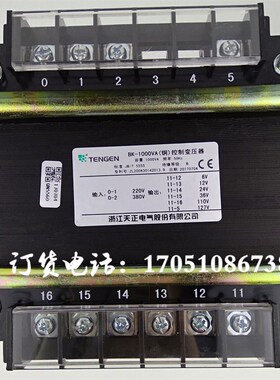 0 1 2 3 4 5
TENGEN
BK-1000VA(铜)控制变压器
输入: 0-1 220V
0-2 380V
输出:
11-12 6V
11-13 12V
11-14 24V
11-15 36V
11-16 110V
11-5 127V
浙江天正电气股份有限公司
订货电话:17051086738
16 15 14 13 12 11